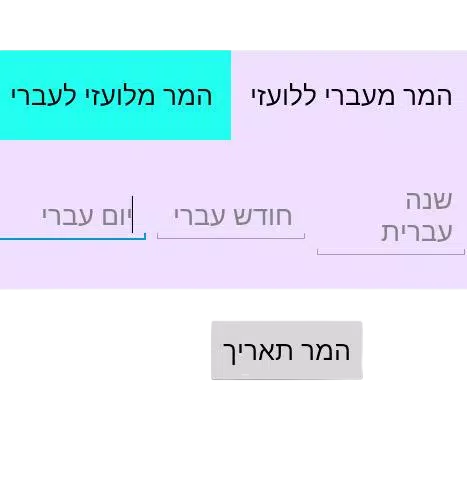 המר מעברי ללועזי
המר מלועזי לעברי
שנה
עברית
חודש עברי
יום עברי
המר תאריך